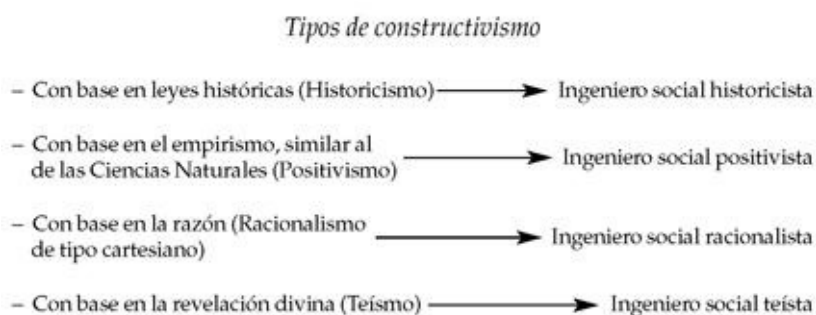 Tipos de constructivismo
– Con base en leyes históricas (Historicismo) Ingeniero social historicista
– Con base en el empirismo, similar al
de las Ciencias Naturales (Positivismo) Ingeniero social positivista
– Con base en la razón (Racionalismo
de tipo cartesiano) Ingeniero social racionalista
– Con base en la revelación divina (Teísmo) Ingeniero social teísta